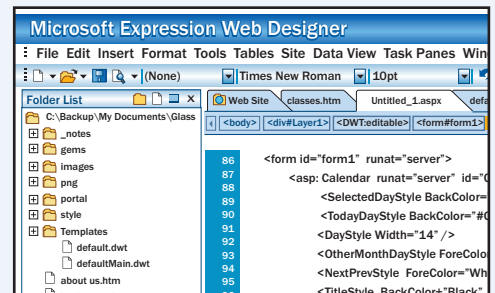 Microsoft Expression Web Designer
File Edit Insert Format Tools Tables Site Data View Task Panes
(None) Times New Roman 10pt
Folder List x
C:\Backup\My Documents\Glass
_notes
gems
images
png
portal
style
Templates
default.dwt
defaultMain.dwt
about us.htm
Web Site classes.htm Untitled_1.aspx
<body> <div#Layer1> <DWT:editable> <form#form1>
86 <form id="form1" runat="server">
87 <asp: Calendar runat="server" id=
88
89 <SelectedDayStyle BackColor=
90 <TodayDayStyle BackColor="#
91 <DayStyle Width="14" />
92
93 <OtherMonthDayStyle ForeColo
94 <NextPrevStyle ForeColor="Wh
95 <TitleStyle BackColor+"Black"